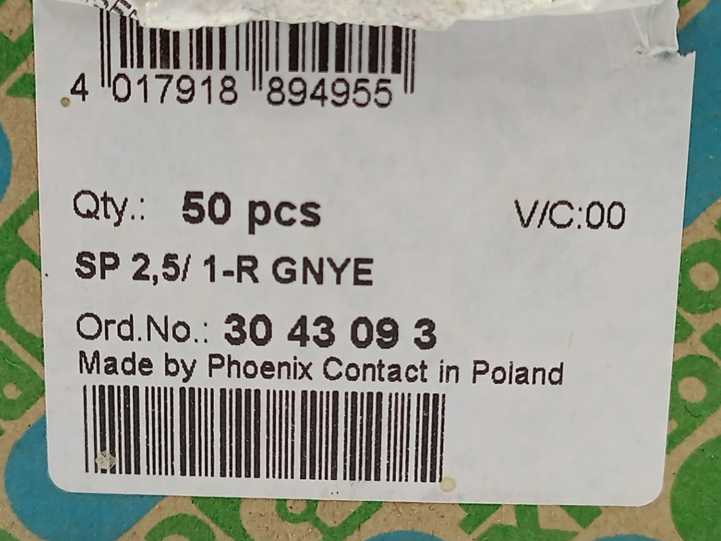 4 017918 894955
Qty.: 50 pcs V/C:00
SP 2,5/ 1-R GNYE
Ord.No.: 30 43 09 3
Made by Phoenix Contact in Poland